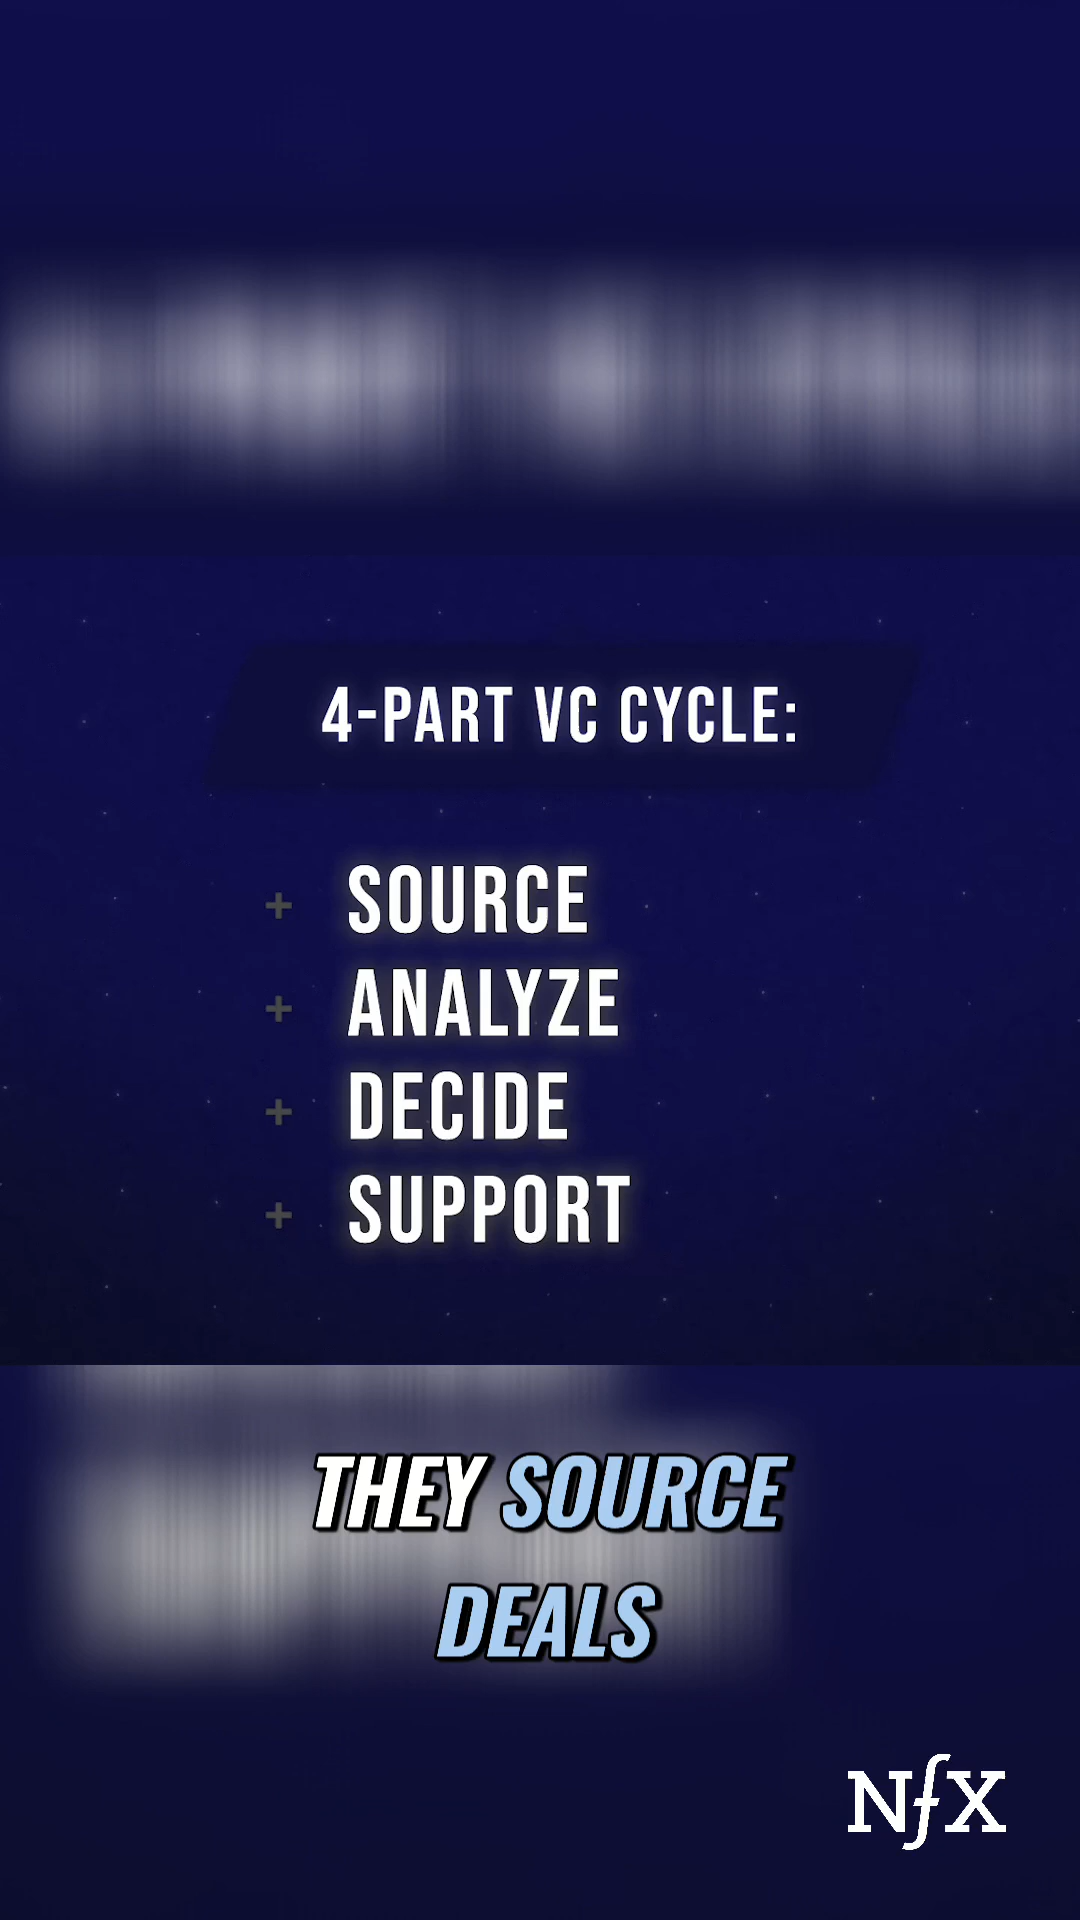 4-PART VC CYCLE:
+ SOURCE
+ ANALYZE
+ DECIDE
+ SUPPORT
THEY SOURCE
DEALS
NfX